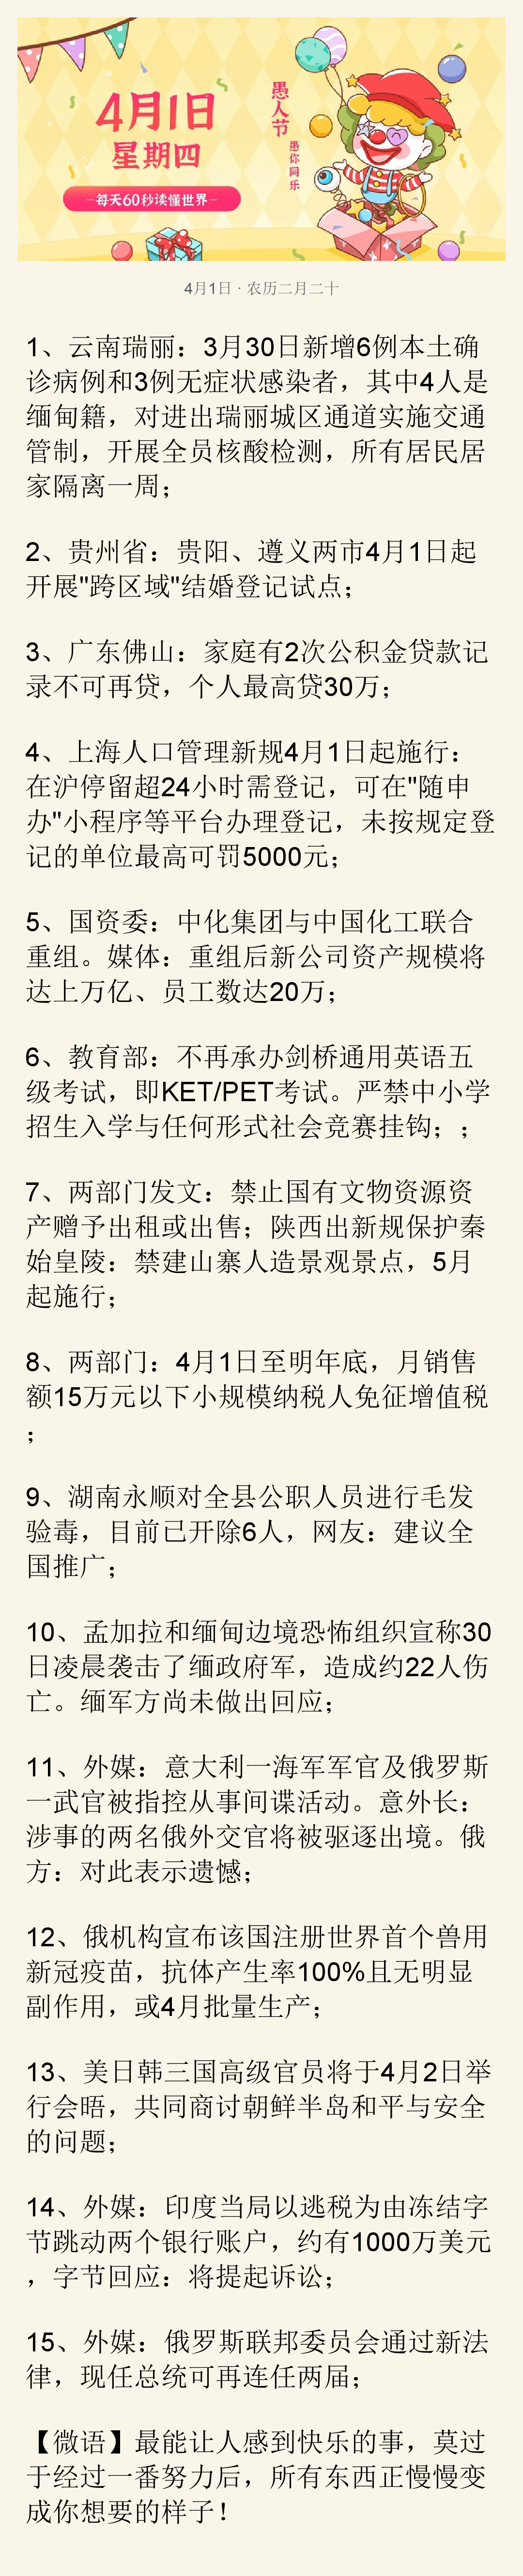 4月1日
星期四
—每天60秒读懂世界—
愚人节
愚你同乐
4月1日 · 农历二月二十
1、云南瑞丽：3月30日新增6例本土确
诊病例和3例无症状感染者，其中4人是
缅甸籍，对进出瑞丽城区通道实施交通
管制，开展全员核酸检测，所有居民居
家隔离一周；
2、贵州省：贵阳、遵义两市4月1日起
开展"跨区域"结婚登记试点；
3、广东佛山：家庭有2次公积金贷款记
录不可再贷，个人最高贷30万；
4、上海人口管理新规4月1日起施行：
在沪停留超24小时需登记，可在"随申
办"小程序等平台办理登记，未按规定登
记的单位最高可罚5000元；
5、国资委：中化集团与中国化工联合
重组。媒体：重组后新公司资产规模将
达上万亿、员工数达20万；
6、教育部：不再承办剑桥通用英语五
级考试，即KET/PET考试。严禁中小学
招生入学与任何形式社会竞赛挂钩；；
7、两部门发文：禁止国有文物资源资
产赠予出租或出售；陕西出新规保护秦
始皇陵：禁建山寨人造景观景点，5月
起施行；
8、两部门：4月1日至明年底，月销售
额15万元以下小规模纳税人免征增值税
；
9、湖南永顺对全县公职人员进行毛发
验毒，目前已开除6人，网友：建议全
国推广；
10、孟加拉和缅甸边境恐怖组织宣称30
日凌晨袭击了缅政府军，造成约22人伤
亡。缅军方尚未做出回应；
11、外媒：意大利一海军军官及俄罗斯
一武官被指控从事间谍活动。意外长：
涉事的两名俄外交官将被驱逐出境。俄
方：对此表示遗憾；
12、俄机构宣布该国注册世界首个兽用
新冠疫苗，抗体产生率100%且无明显
副作用，或4月批量生产；
13、美日韩三国高级官员将于4月2日举
行会晤，共同商讨朝鲜半岛和平与安全
的问题；
14、外媒：印度当局以逃税为由冻结字
节跳动两个银行账户，约有1000万美元
，字节回应：将提起诉讼；
15、外媒：俄罗斯联邦委员会通过新法
律，现任总统可再连任两届；
【微语】最能让人感到快乐的事，莫过
于经过一番努力后，所有东西正慢慢变
成你想要的样子！